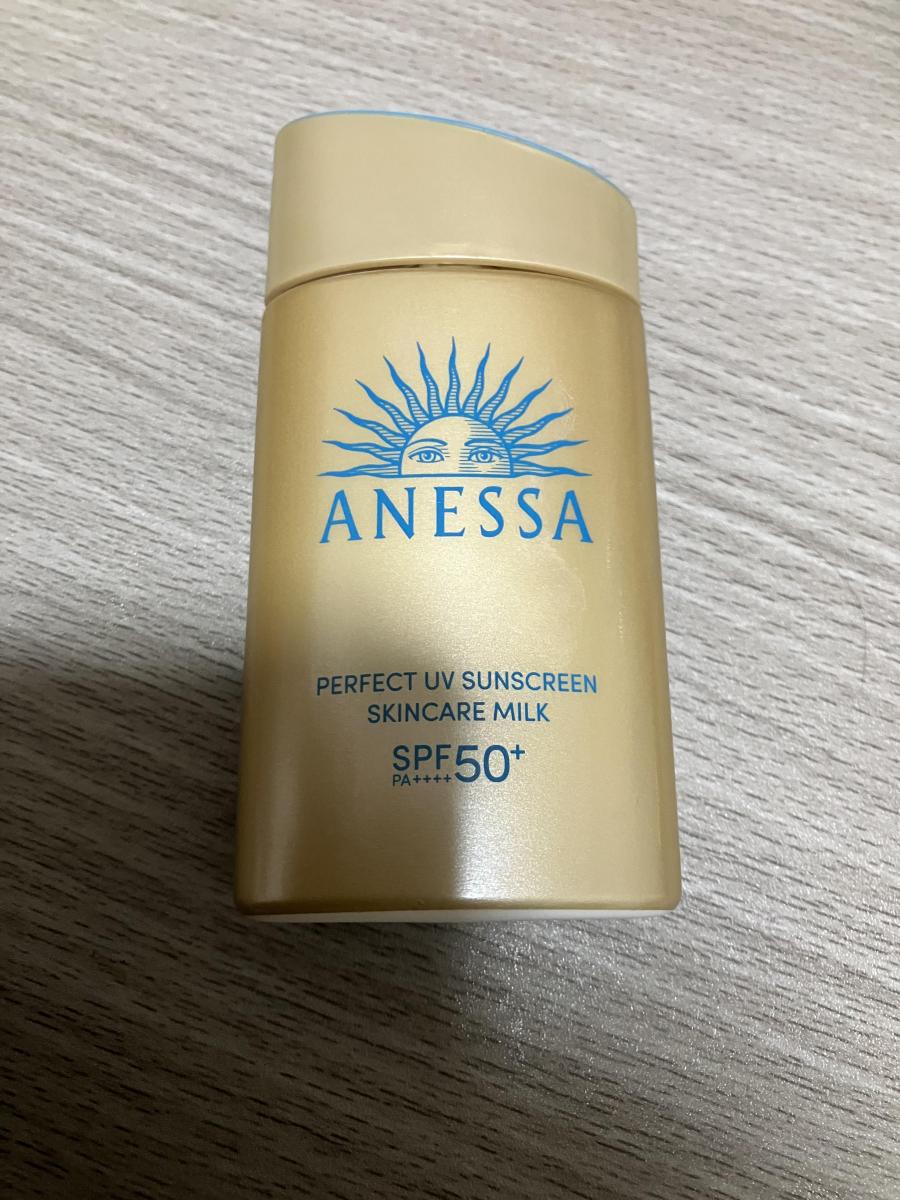 ANESSA
PERFECT UV SUNSCREEN
SKINCARE MILK
SPF50+
PA++++